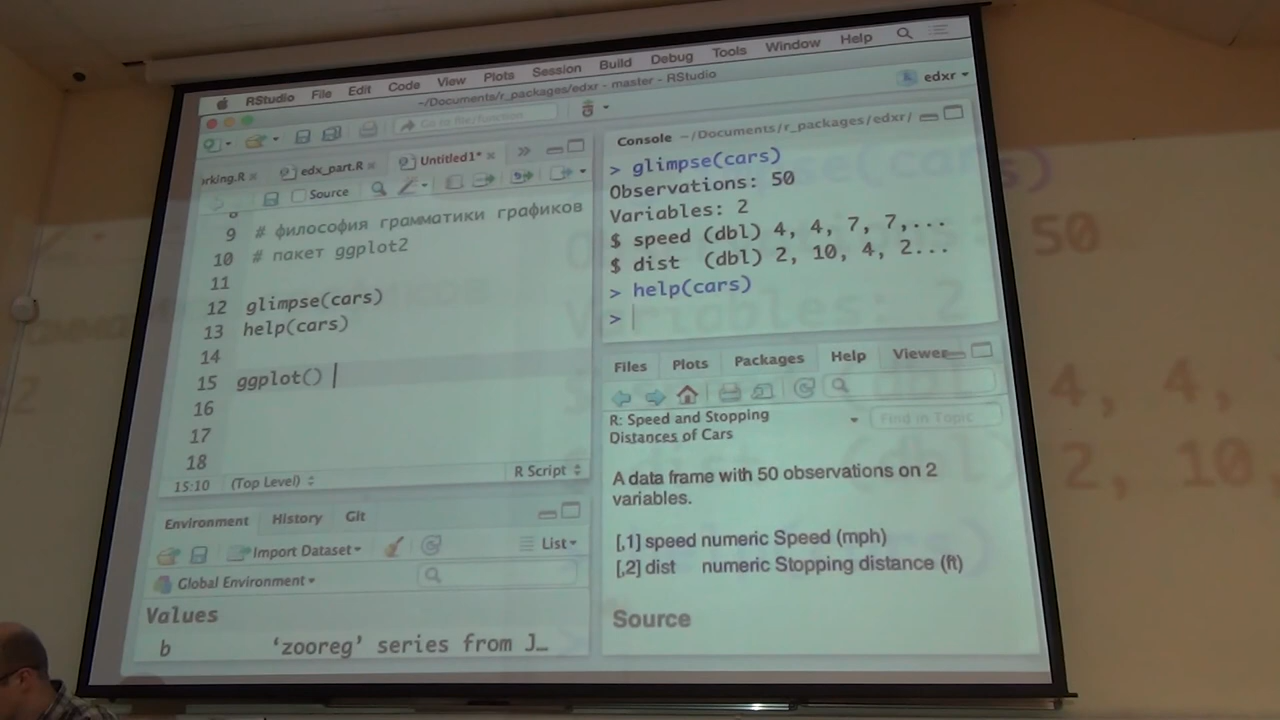 RStudio File Edit Code View Plots Session Build Debug Tools Window Help
~/Documents/r_packages/edxr - master - RStudio
Go to file/function
edxr
rking.R
edx_part.R
Untitled1*
Source
8
9 # философия грамматики графиков
10 # пакет ggplot2
11
12 glimpse(cars)
13 help(cars)
14
15 ggplot()
16
17
18
15:10 (Top Level) R Script
Console ~/Documents/r_packages/edxr/
> glimpse(cars)
Observations: 50
Variables: 2
$ speed (dbl) 4, 4, 7, 7,...
$ dist (dbl) 2, 10, 4, 2...
> help(cars)
>
Environment History Git
Import Dataset List
Global Environment
Values
b 'zooreg' series from J…
Files Plots Packages Help Viewer
R: Speed and Stopping
Distances of Cars
Find in Topic
A data frame with 50 observations on 2
variables.
[,1] speed numeric Speed (mph)
[,2] dist numeric Stopping distance (ft)
Source